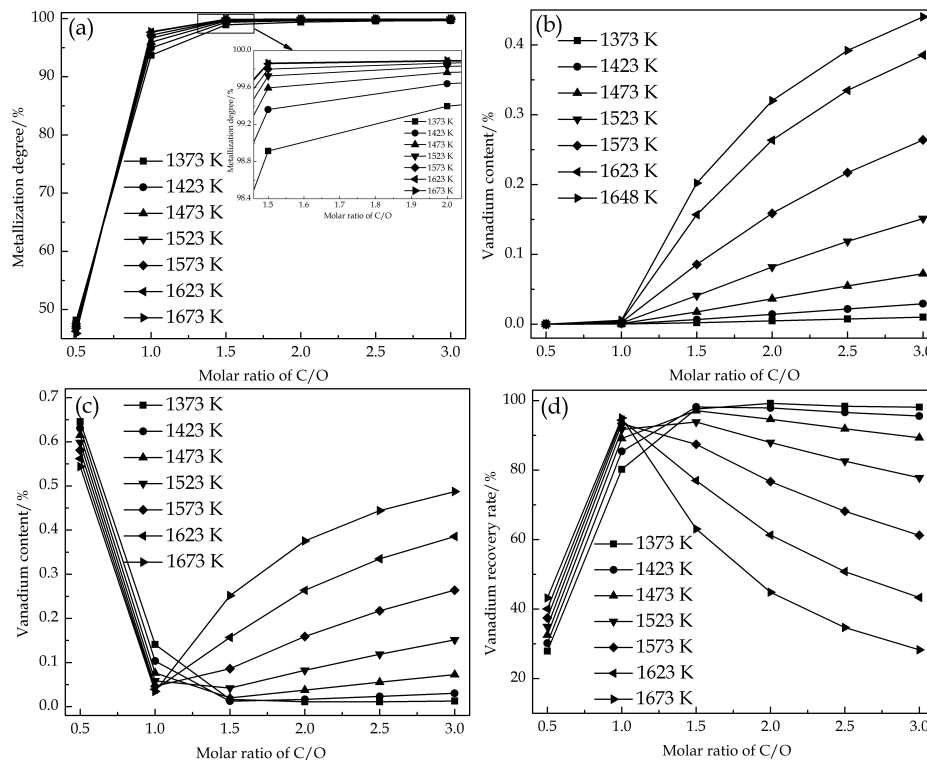 (a)
100
90
80
70
60
50
Metallization degree/ %
1373 K
1423 K
1473 K
1523 K
1573 K
1623 K
1673 K
100.0
99.6
99.2
98.8
98.4
Metallization degree/ %
1373 K
1423 K
1473 K
1523 K
1573 K
1623 K
1673 K
1.5 1.6 1.7 1.8 1.9 2.0
Molar ratio of C/O
0.5 1.0 1.5 2.0 2.5 3.0
Molar ratio of C/O
(b)
0.4
0.3
0.2
0.1
0.0
Vanadium content/ %
1373 K
1423 K
1473 K
1523 K
1573 K
1623 K
1648 K
0.5 1.0 1.5 2.0 2.5 3.0
Molar ratio of C/O
(c)
0.7
0.6
0.5
0.4
0.3
0.2
0.1
0.0
Vanadium content/ %
1373 K
1423 K
1473 K
1523 K
1573 K
1623 K
1673 K
0.5 1.0 1.5 2.0 2.5 3.0
Molar ratio of C/O
(d)
100
80
60
40
20
Vanadium recovery rate/ %
1373 K
1423 K
1473 K
1523 K
1573 K
1623 K
1673 K
0.5 1.0 1.5 2.0 2.5 3.0
Molar ratio of C/O